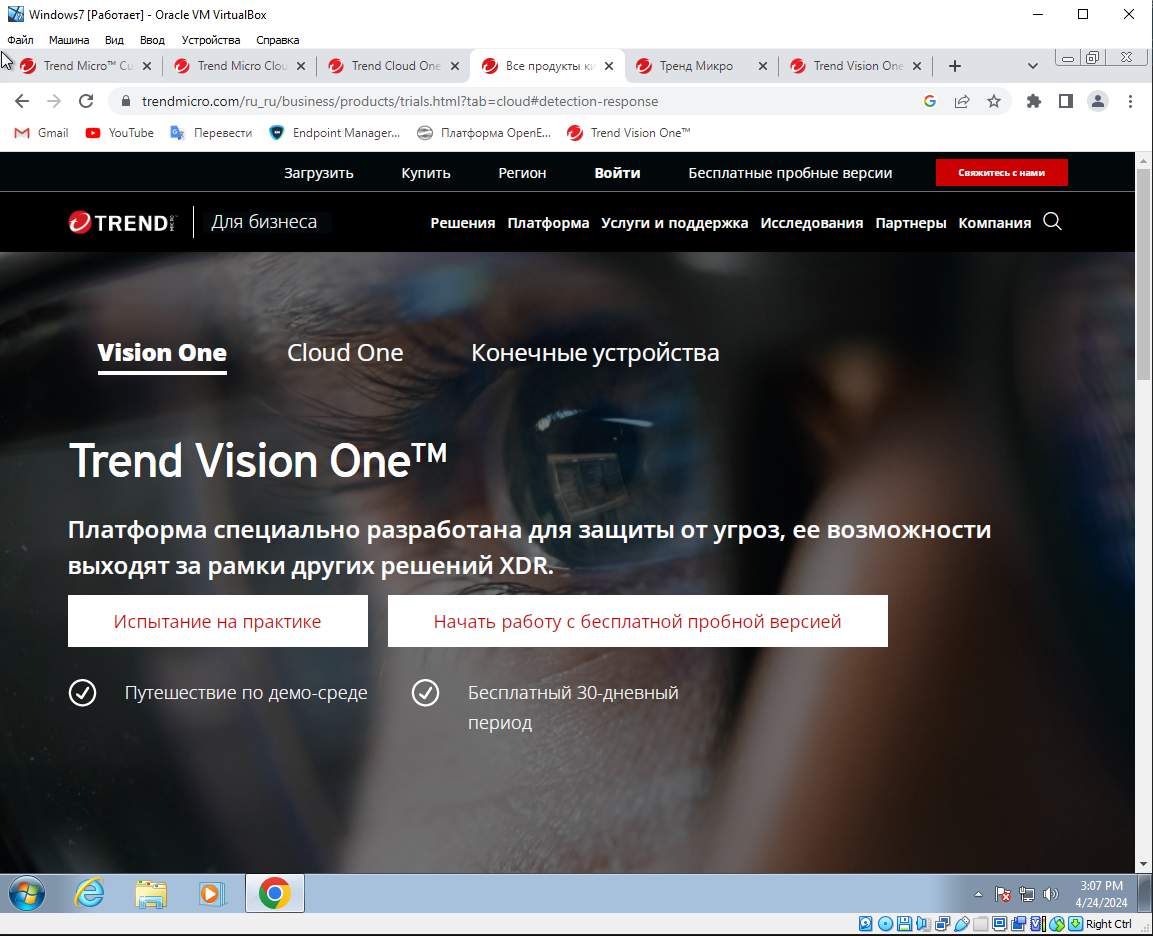 Windows7 [Работает] - Oracle VM VirtualBox
Файл Машина Вид Ввод Устройства Справка
Trend Micro™ Cu Trend Micro Clou Trend Cloud One Все продукты ки Тренд Микро Trend Vision One
trendmicro.com/ru_ru/business/products/trials.html?tab=cloud#detection-response
Gmail YouTube Перевести Endpoint Manager... Платформа OpenE... Trend Vision One™
Загрузить Купить Регион Войти Бесплатные пробные версии Свяжитесь с нами
TREND MICRO Для бизнеса Решения Платформа Услуги и поддержка Исследования Партнеры Компания
Vision One Cloud One Конечные устройства
Trend Vision One™
Платформа специально разработана для защиты от угроз, ее возможности
выходят за рамки других решений XDR.
Испытание на практике Начать работу с бесплатной пробной версией
Путешествие по демо-среде Бесплатный 30-дневный
период
3:07 PM
4/24/2024
Right Ctrl